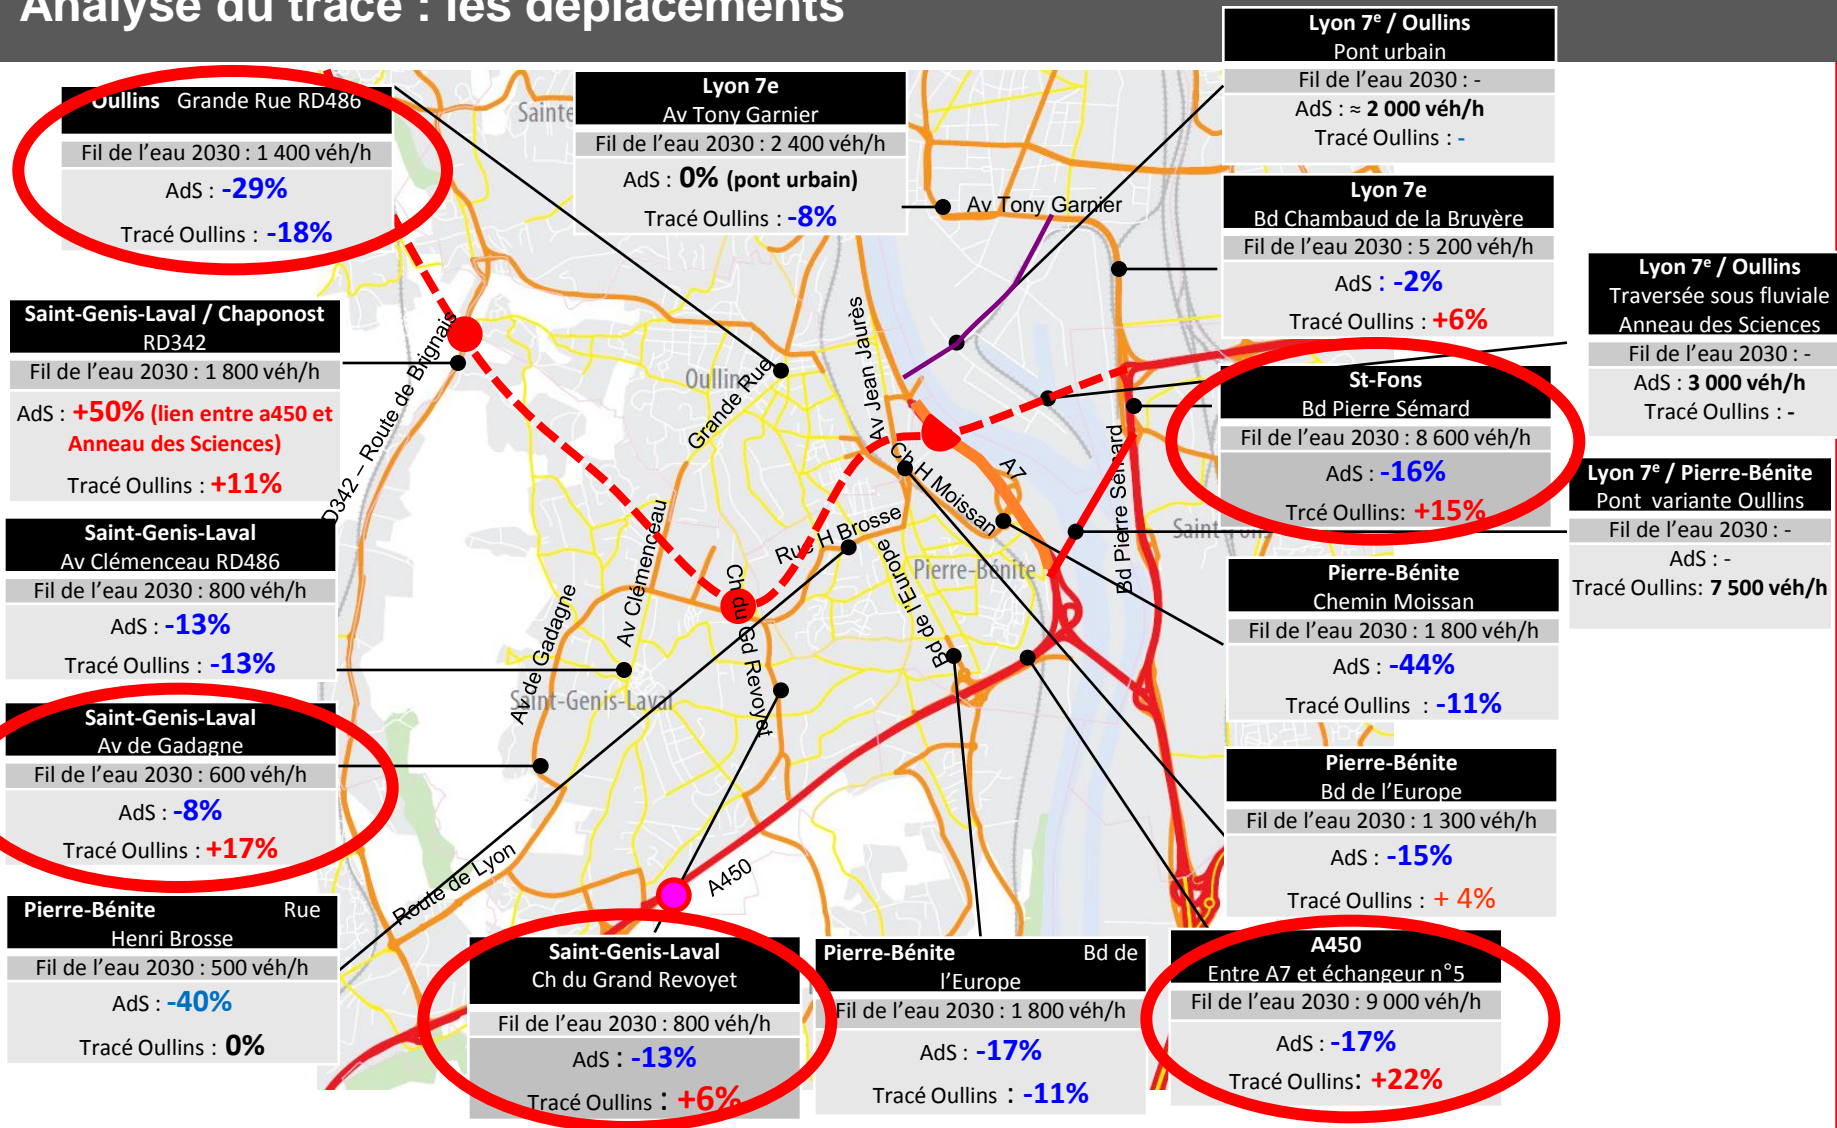 Analyse du tracé : les déplacements
Oullins Grande Rue RD486
Fil de l'eau 2030 : 1 400 véh/h
AdS : -29%
Tracé Oullins : -18%
Lyon 7e
Av Tony Garnier
Fil de l'eau 2030 : 2 400 véh/h
AdS : 0% (pont urbain)
Tracé Oullins : -8%
Lyon 7e / Oullins
Pont urbain
Fil de l'eau 2030 : -
AdS : ≈ 2 000 véh/h
Tracé Oullins : -
Lyon 7e
Bd Chambaud de la Bruyère
Fil de l'eau 2030 : 5 200 véh/h
AdS : -2%
Tracé Oullins : +6%
Lyon 7e / Oullins
Traversée sous fluviale
Anneau des Sciences
Fil de l'eau 2030 : -
AdS : 3 000 véh/h
Tracé Oullins : -
Saint-Genis-Laval / Chaponost
RD342
Fil de l'eau 2030 : 1 800 véh/h
AdS : +50% (lien entre a450 et
Anneau des Sciences)
Tracé Oullins : +11%
St-Fons
Bd Pierre Sémard
Fil de l'eau 2030 : 8 600 véh/h
AdS : -16%
Trcé Oullins: +15%
Lyon 7e / Pierre-Bénite
Pont variante Oullins
Fil de l'eau 2030 : -
AdS : -
Tracé Oullins: 7 500 véh/h
Saint-Genis-Laval
Av Clémenceau RD486
Fil de l'eau 2030 : 800 véh/h
AdS : -13%
Tracé Oullins : -13%
Pierre-Bénite
Chemin Moissan
Fil de l'eau 2030 : 1 800 véh/h
AdS : -44%
Tracé Oullins : -11%
Saint-Genis-Laval
Av de Gadagne
Fil de l'eau 2030 : 600 véh/h
AdS : -8%
Tracé Oullins : +17%
Pierre-Bénite
Bd de l'Europe
Fil de l'eau 2030 : 1 300 véh/h
AdS : -15%
Tracé Oullins : + 4%
Pierre-Bénite Rue
Henri Brosse
Fil de l'eau 2030 : 500 véh/h
AdS : -40%
Tracé Oullins : 0%
Saint-Genis-Laval
Ch du Grand Revoyet
Fil de l'eau 2030 : 800 véh/h
AdS : -13%
Tracé Oullins : +6%
Pierre-Bénite Bd de
l'Europe
Fil de l'eau 2030 : 1 800 véh/h
AdS : -17%
Tracé Oullins : -11%
A450
Entre A7 et échangeur n°5
Fil de l'eau 2030 : 9 000 véh/h
AdS : -17%
Tracé Oullins: +22%
Sainte
Av Tony Garnier
Oullins
Grande Rue
Av Jean Jaurés
D342 – Route de Brignais
Ch H Moissan
A7
Bd Pierre Sémard
Saint-Fons
Rue H Brosse
Bd de l'Europe
Pierre-Bénite
Av Clémenceau
Ch du Gd Revoyet
Av de Gadagne
Saint-Genis-Laval
Route de Lyon
A450